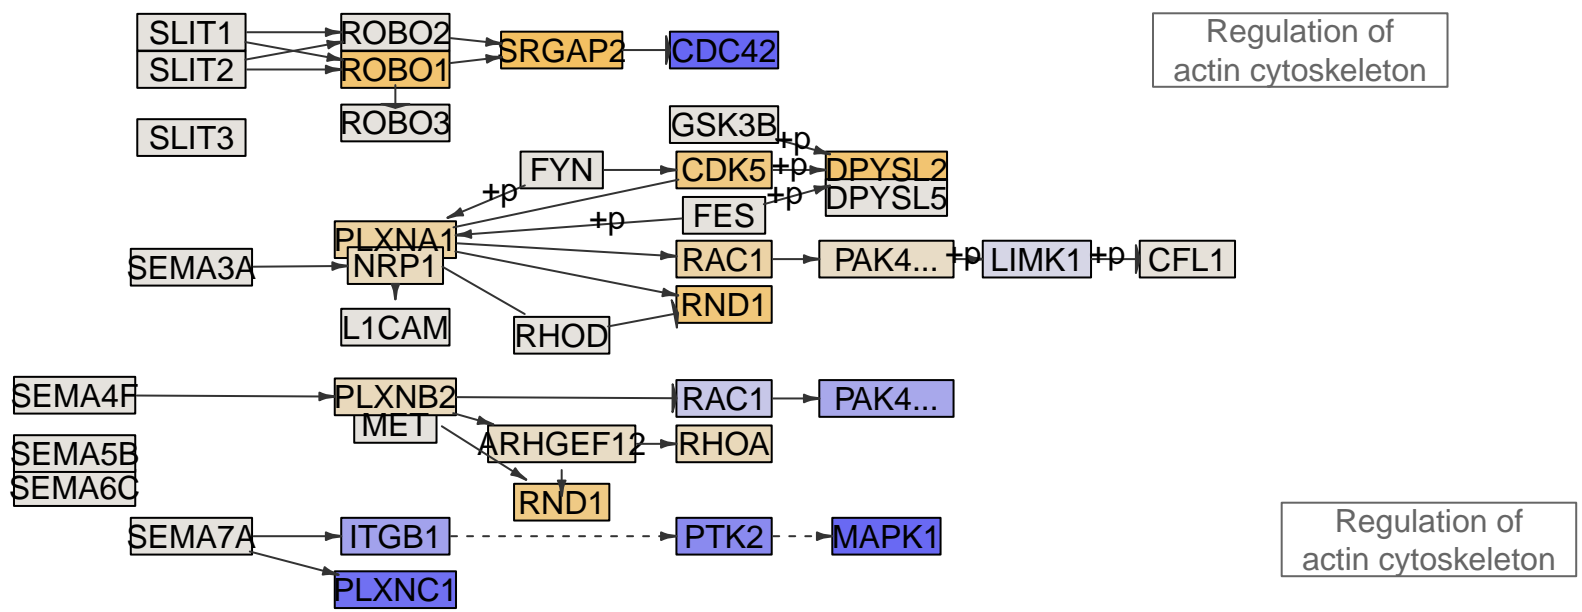 SLIT1
ROBO2
Regulation of
actin cytoskeleton
SRGAP2
CDC42
SLIT2
ROBO1
SLIT3
ROBO3
GSK3B
+p
FYN
CDK5
+p
DPYSL2
+p
+p
DPYSL5
FES
+p
PLXNA1
SEMA3A
NRP1
RAC1
PAK4...
+p
LIMK1
+p
CFL1
RND1
L1CAM
RHOD
SEMA4F
PLXNB2
RAC1
PAK4...
MET
ARHGEF12
RHOA
SEMA5B
SEMA6C
RND1
SEMA7A
ITGB1
PTK2
MAPK1
Regulation of
actin cytoskeleton
PLXNC1